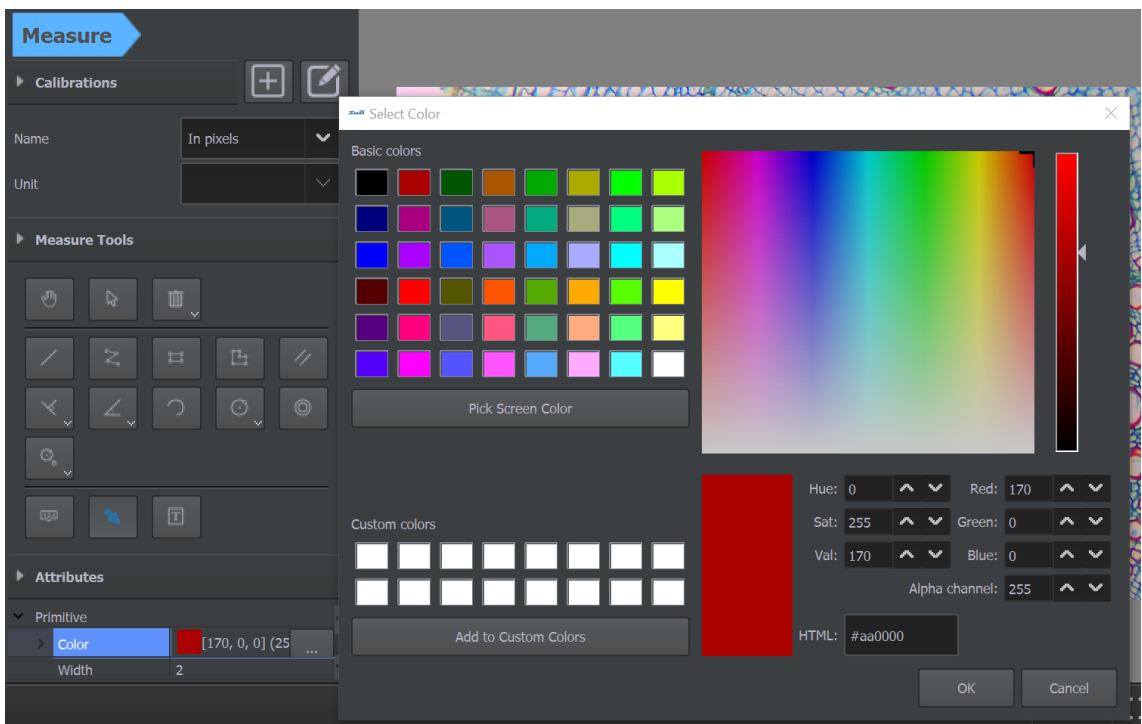 Measure
Calibrations
Name
In pixels
Unit
Measure Tools
123
T
Attributes
Primitive
Color
[170, 0, 0] (25
...
Width
2
Select Color
Basic colors
Pick Screen Color
Custom colors
Add to Custom Colors
Hue: 0
Red: 170
Sat: 255
Green: 0
Val: 170
Blue: 0
Alpha channel: 255
HTML: #aa0000
OK
Cancel